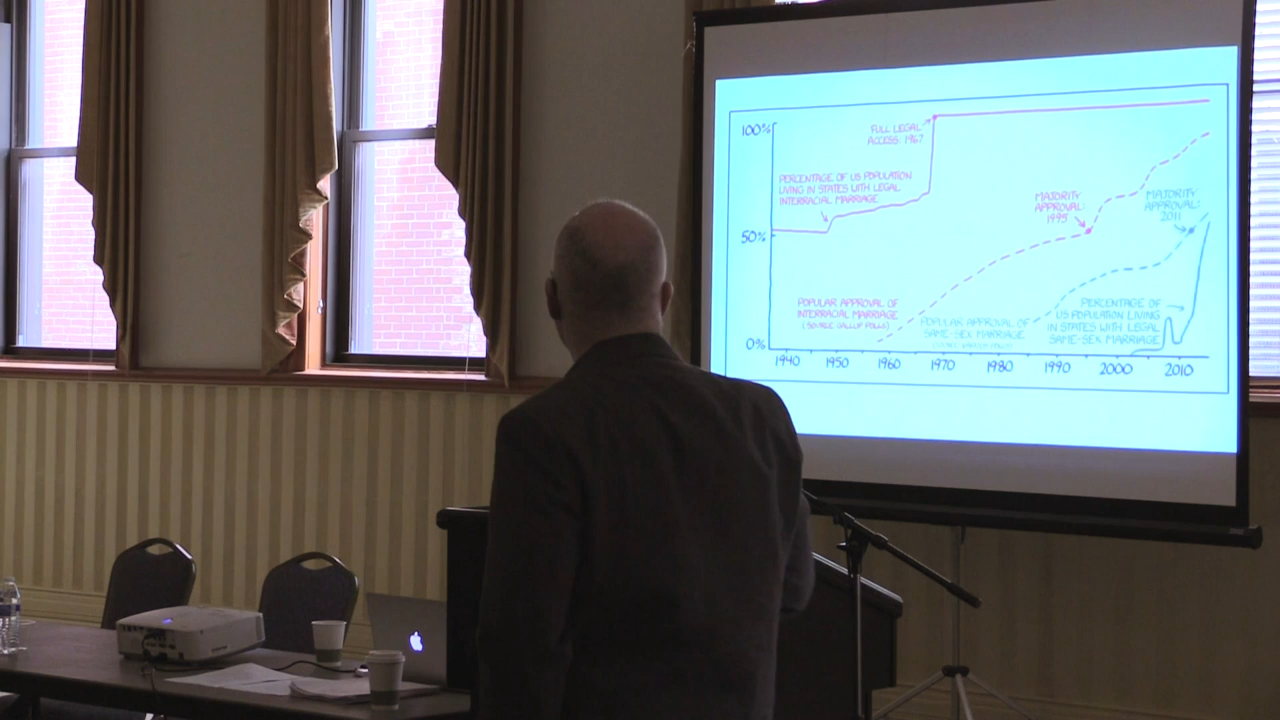 100%
FULL LEGAL
ACCESS: 1967
PERCENTAGE OF US POPULATION
LIVING IN STATES WITH LEGAL
INTERRACIAL MARRIAGE
MAJORITY
APPROVAL:
1995
MAJORITY
APPROVAL:
2011
50%
POPULAR APPROVAL OF
INTERRACIAL MARRIAGE
(SOURCE: GALLUP POLLS)
POPULAR APPROVAL OF
SAME-SEX MARRIAGE
PERCENTAGE OF
US POPULATION LIVING
IN STATES WITH LEGAL
SAME-SEX MARRIAGE
0%
1940 1950 1960 1970 1980 1990 2000 2010